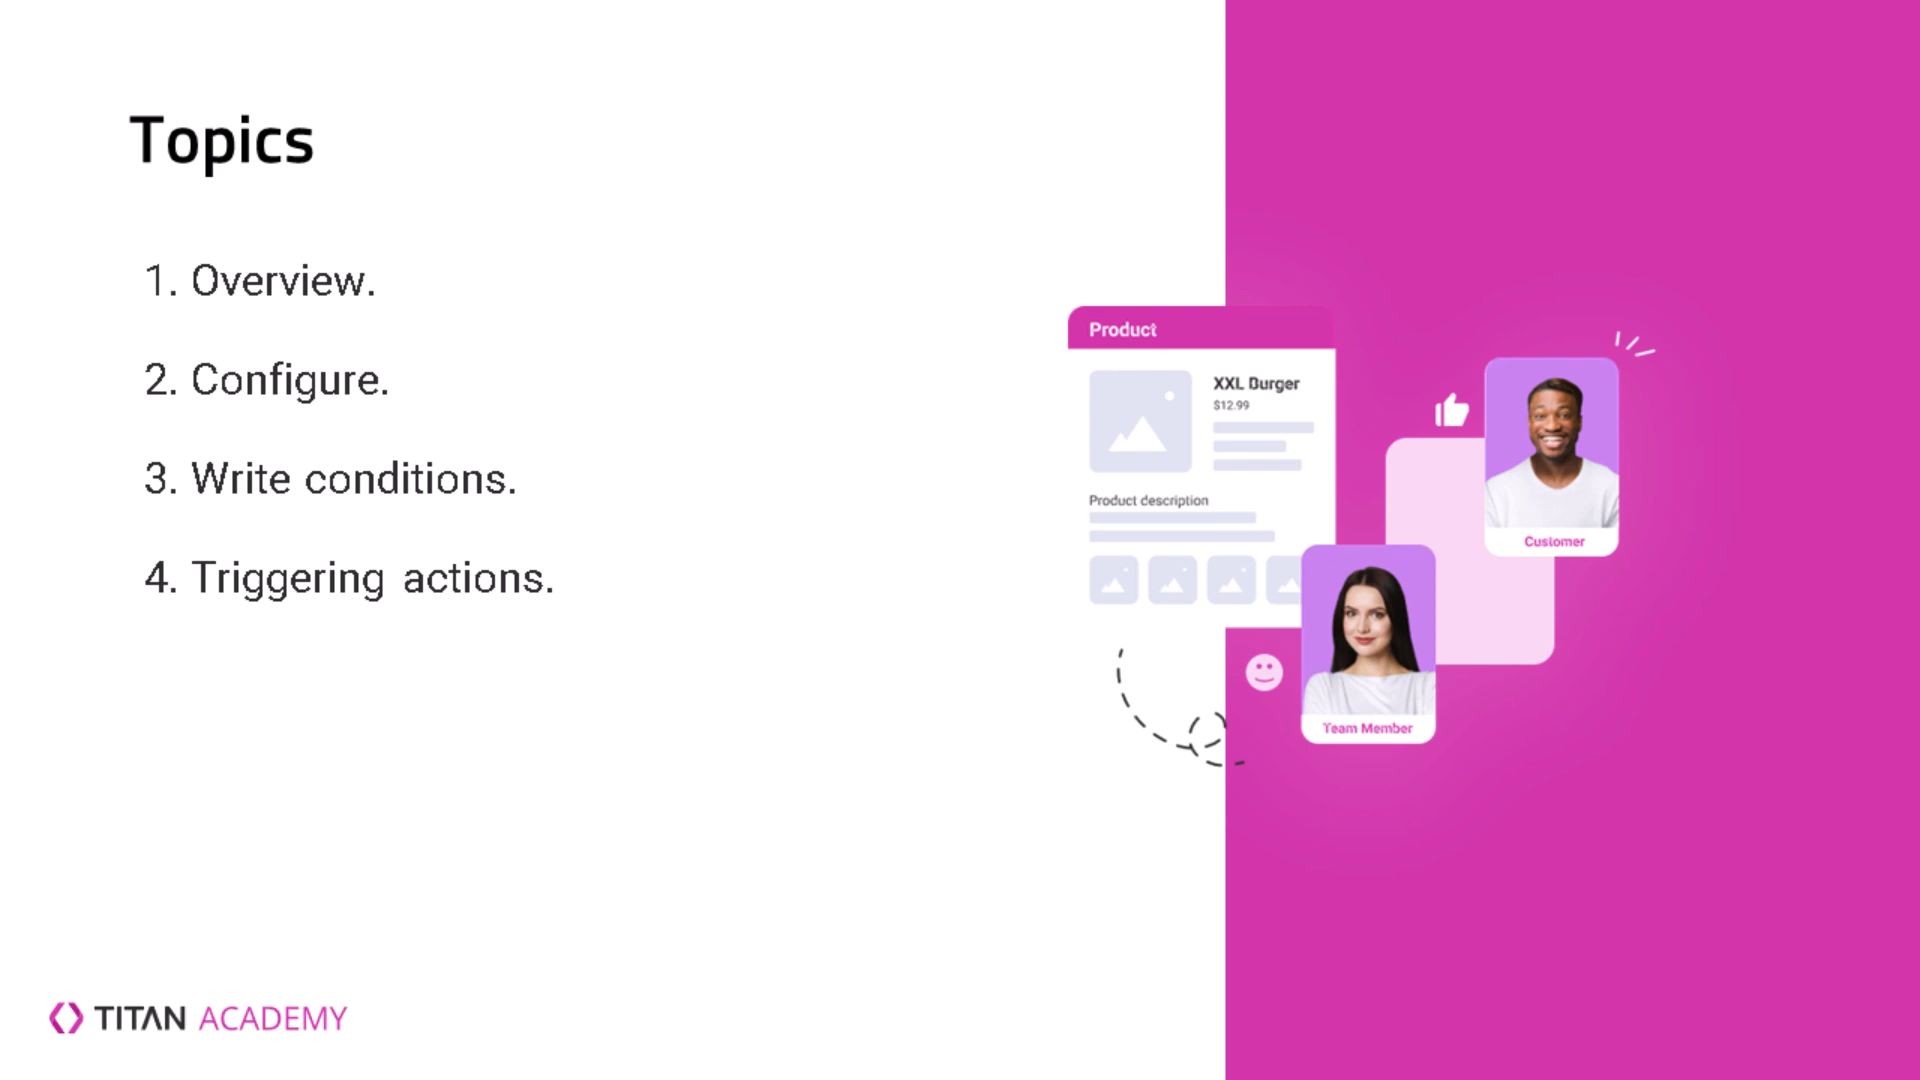 Topics
1. Overview.
2. Configure.
3. Write conditions.
4. Triggering actions.
Product
XXL Burger
$12.99
Product description
Customer
Team Member
TITAN ACADEMY